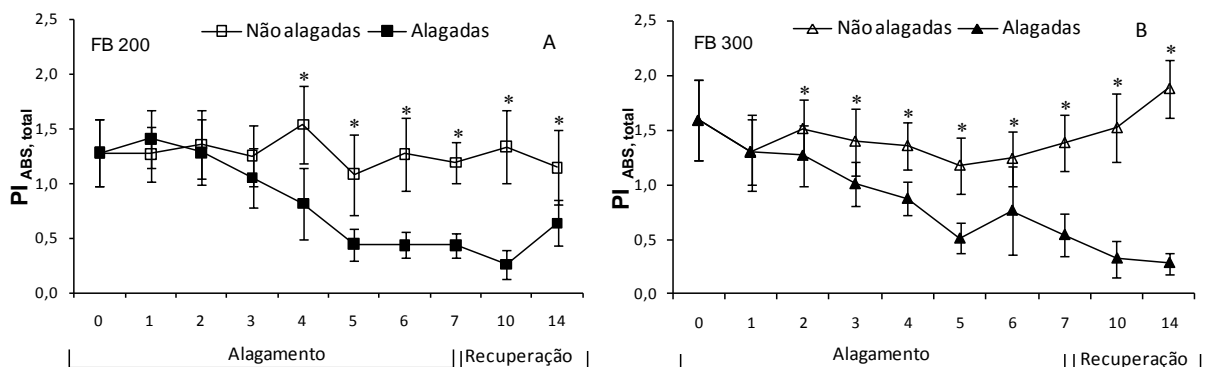 2,5
Não alagadas Alagadas
FB 200
A
2,0
1,5
1,0
0,5
0,0
PI ABS, total
* * * * * *
0 1 2 3 4 5 6 7 10 14
Alagamento Recuperação
2,5
Não alagadas Alagadas
FB 300
B
2,0
1,5
1,0
0,5
0,0
PI ABS, total
* * * * * * * *
0 1 2 3 4 5 6 7 10 14
Alagamento Recuperação